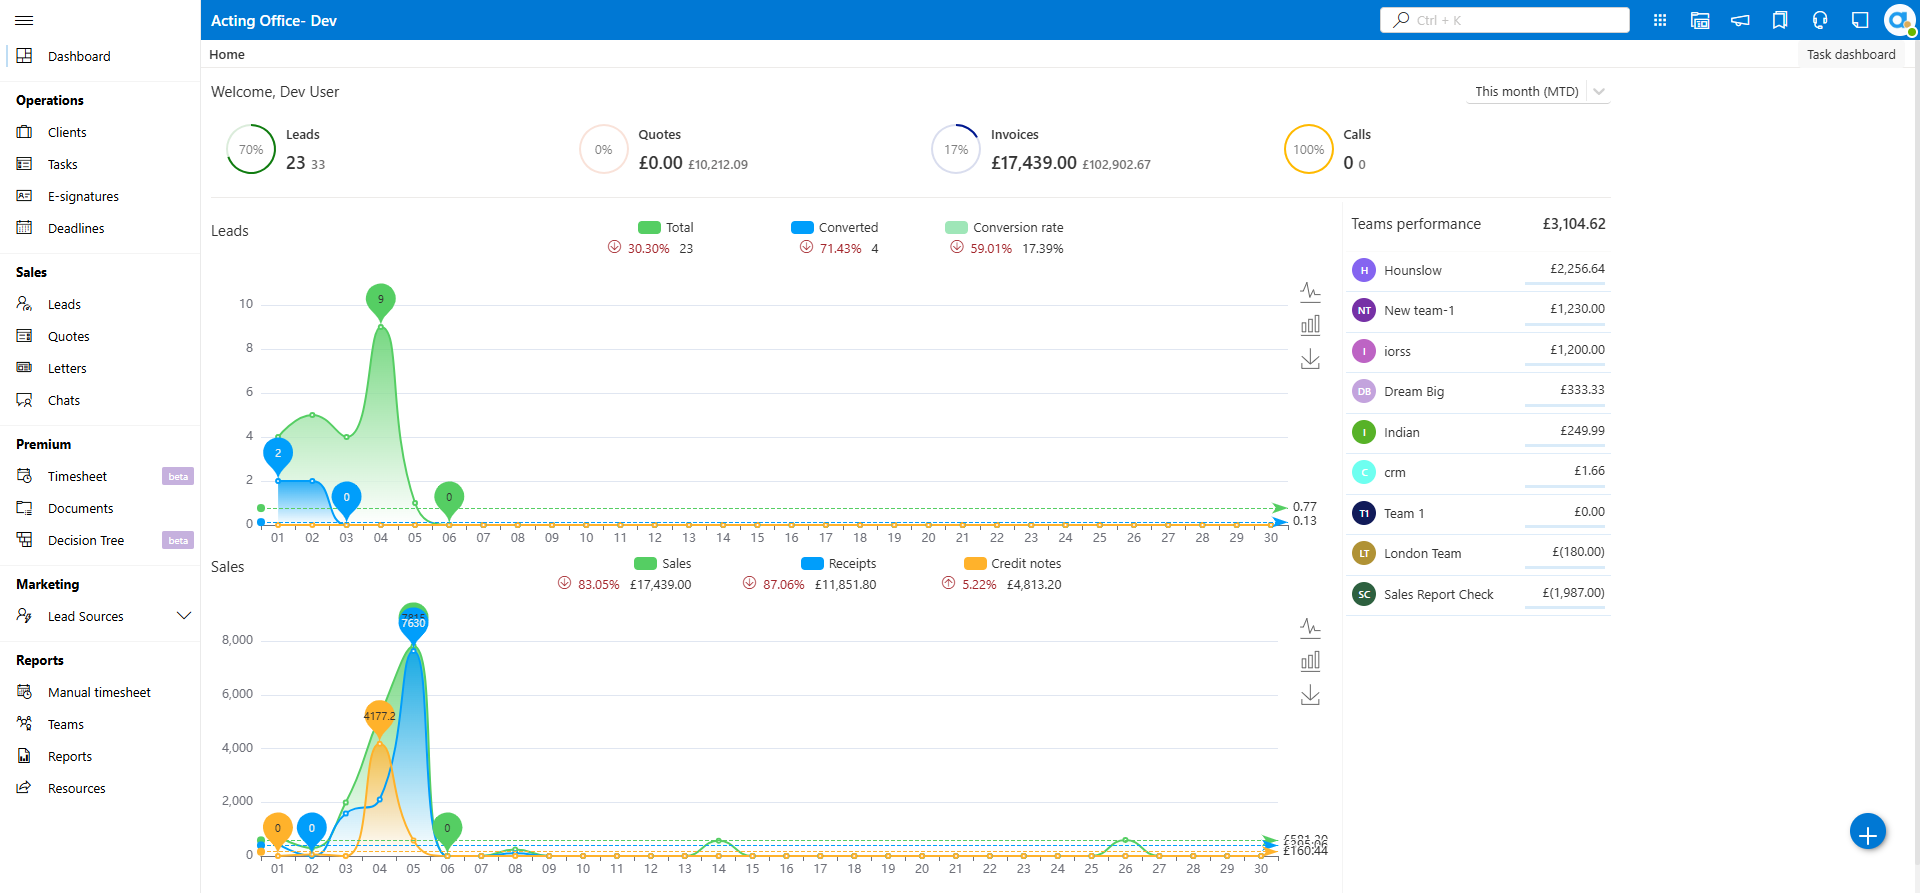 Acting Office- Dev
Ctrl + K
Home
Task dashboard
Dashboard
Operations
Clients
Tasks
E-signatures
Deadlines
Sales
Leads
Quotes
Letters
Chats
Premium
Timesheet beta
Documents
Decision Tree beta
Marketing
Lead Sources
Reports
Manual timesheet
Teams
Reports
Resources
Welcome, Dev User
This month (MTD)
70% Leads 23 33
0% Quotes £0.00 £10,212.09
17% Invoices £17,439.00 £102,902.67
100% Calls 0 0
Leads
Total 30.30% 23
Converted 71.43% 4
Conversion rate 59.01% 17.39%
10
8
6
4
2
0
9
2
0
0
0.77
0.13
01 02 03 04 05 06 07 08 09 10 11 12 13 14 15 16 17 18 19 20 21 22 23 24 25 26 27 28 29 30
Sales
Sales 83.05% £17,439.00
Receipts 87.06% £11,851.80
Credit notes 5.22% £4,813.20
8,000
6,000
4,000
2,000
0
7630
4177.2
0
0
0
£160.44
01 02 03 04 05 06 07 08 09 10 11 12 13 14 15 16 17 18 19 20 21 22 23 24 25 26 27 28 29 30
Teams performance £3,104.62
H Hounslow £2,256.64
NT New team-1 £1,230.00
I iorss £1,200.00
DB Dream Big £333.33
I Indian £249.99
C crm £1.66
T1 Team 1 £0.00
LT London Team £(180.00)
SC Sales Report Check £(1,987.00)